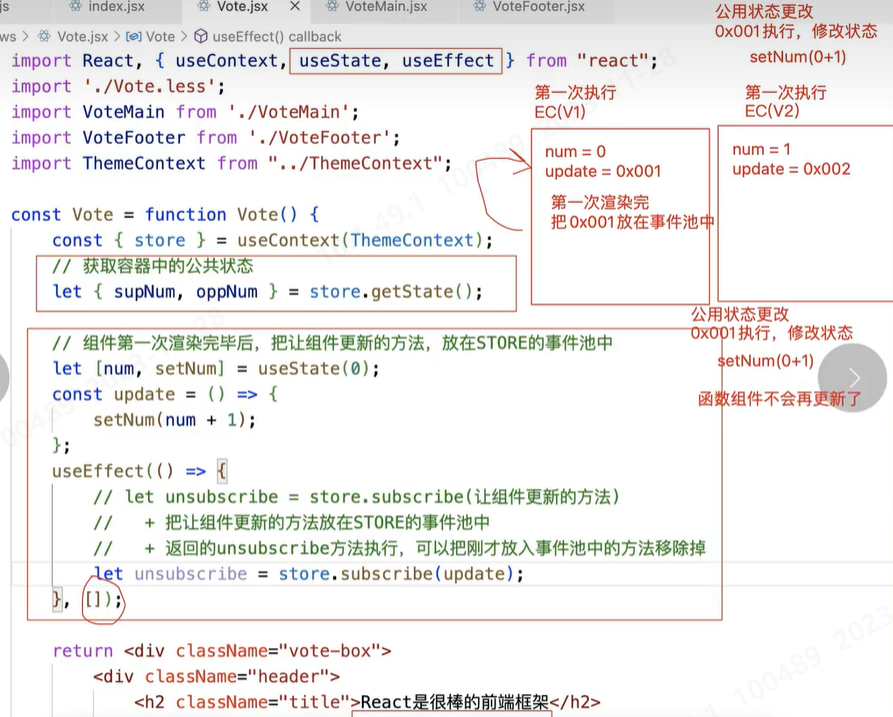 js
index.jsx
Vote.jsx ×
VoteMain.jsx
VoteFooter.jsx
ws > Vote.jsx > Vote > useEffect() callback
import React, { useContext, useState, useEffect } from "react";
import './Vote.less';
import VoteMain from './VoteMain';
import VoteFooter from './VoteFooter';
import ThemeContext from "../ThemeContext";
const Vote = function Vote() {
const { store } = useContext(ThemeContext);
// 获取容器中的公共状态
let { supNum, oppNum } = store.getState();
// 组件第一次渲染完毕后，把让组件更新的方法，放在STORE的事件池中
let [num, setNum] = useState(0);
const update = () => {
setNum(num + 1);
};
useEffect(() => {
// let unsubscribe = store.subscribe(让组件更新的方法)
// + 把让组件更新的方法放在STORE的事件池中
// + 返回的unsubscribe方法执行，可以把刚才放入事件池中的方法移除掉
let unsubscribe = store.subscribe(update);
}, []);
return <div className="vote-box">
<div className="header">
<h2 className="title">React是很棒的前端框架</h2>
第一次执行
EC(V1)
num = 0
update = 0x001
第一次渲染完
把0x001放在事件池中
公用状态更改
0x001执行，修改状态
setNum(0+1)
第一次执行
EC(V2)
num = 1
update = 0x002
公用状态更改
0x001执行，修改状态
setNum(0+1)
函数组件不会再更新了